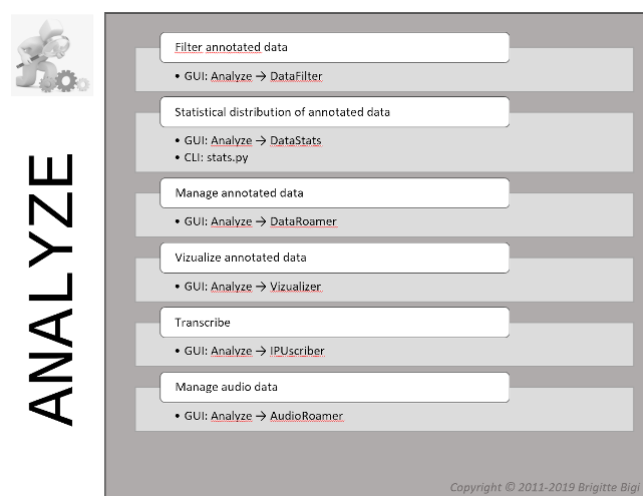 ANALYZE
Filter annotated data
• GUI: Analyze → DataFilter
Statistical distribution of annotated data
• GUI: Analyze → DataStats
• CLI: stats.py
Manage annotated data
• GUI: Analyze → DataRoamer
Vizualize annotated data
• GUI: Analyze → Vizualizer
Transcribe
• GUI: Analyze → IPUscriber
Manage audio data
• GUI: Analyze → AudioRoamer
Copyright © 2011-2019 Brigitte Bigi